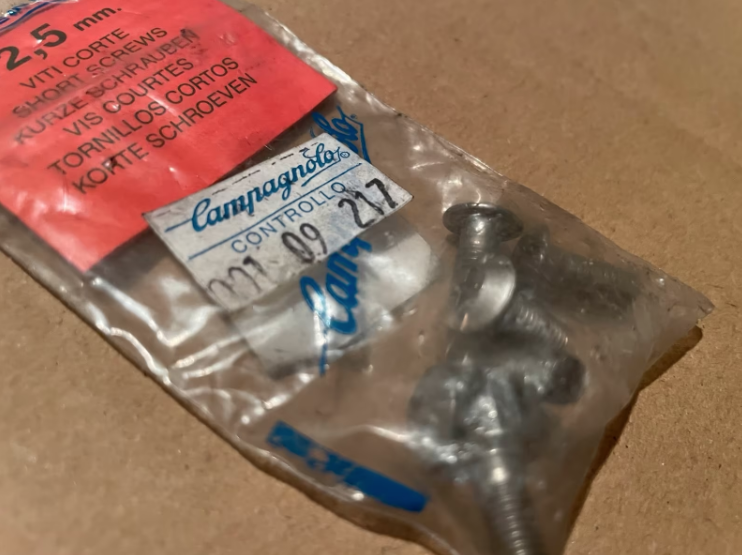 2,5 mm.
VITI CORTE
SHORT SCREWS
KURZE SCHRAUBEN
VIS COURTES
TORNILLOS CORTOS
KORTE SCHROEVEN
Campagnolo
CONTROLLO
09 217